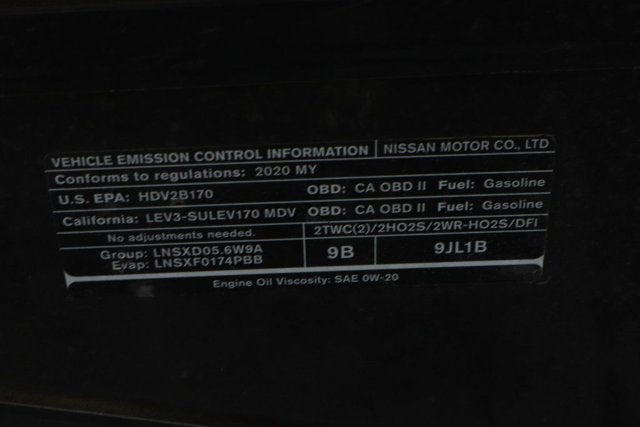 VEHICLE EMISSION CONTROL INFORMATION NISSAN MOTOR CO., LTD
Conforms to regulations: 2020 MY
U.S. EPA: HDV2B170 OBD: CA OBD II Fuel: Gasoline
California: LEV3-SULEV170 MDV OBD: CA OBD II Fuel: Gasoline
No adjustments needed. 2TWC(2)/2HO2S/2WR-HO2S/DFI
Group: LNSXD05.6W9A 9B 9JL1B
Evap: LNSXF0174PBB
Engine Oil Viscosity: SAE 0W-20